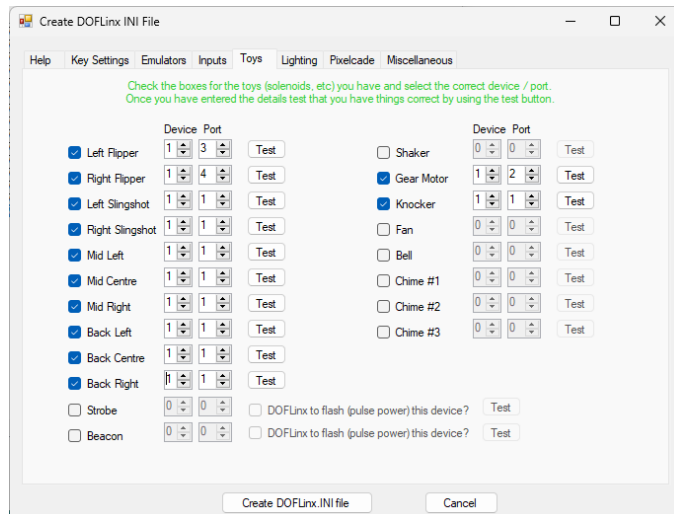 Create DOFLinx INI File
Help Key Settings Emulators Inputs Toys Lighting Pixelcade Miscellaneous
Check the boxes for the toys (solenoids, etc) you have and select the correct device / port.
Once you have entered the details test that you have things correct by using the test button.
Device Port Device Port
Left Flipper 1 3 Test Shaker 0 0 Test
Right Flipper 1 4 Test Gear Motor 1 2 Test
Left Slingshot 1 1 Test Knocker 1 1 Test
Right Slingshot 1 1 Test Fan 0 0 Test
Mid Left 1 1 Test Bell 0 0 Test
Mid Centre 1 1 Test Chime #1 0 0 Test
Mid Right 1 1 Test Chime #2 0 0 Test
Back Left 1 1 Test Chime #3 0 0 Test
Back Centre 1 1 Test
Back Right 1 1 Test
Strobe 0 0 DOFLinx to flash (pulse power) this device? Test
Beacon 0 0 DOFLinx to flash (pulse power) this device? Test
Create DOFLinx.INI file Cancel